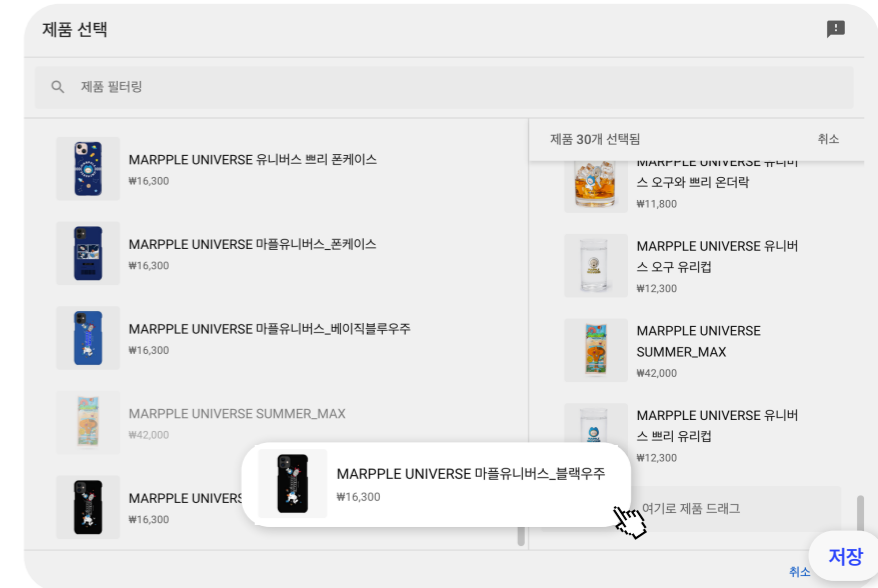 제품 선택
제품 필터링
MARPPLE UNIVERSE 유니버스 쁘리 폰케이스
₩16,300
MARPPLE UNIVERSE 마플유니버스_폰케이스
₩16,300
MARPPLE UNIVERSE 마플유니버스_베이직블루우주
₩16,300
MARPPLE UNIVERSE SUMMER_MAX
₩42,000
MARPPLE UNIVERS
₩16,300
MARPPLE UNIVERSE 마플유니버스_블랙우주
₩16,300
제품 30개 선택됨
취소
MARPPLE UNIVERSE 유니버
스 오구와 쁘리 온더락
₩11,800
MARPPLE UNIVERSE 유니버
스 오구 유리컵
₩12,300
MARPPLE UNIVERSE
SUMMER_MAX
₩42,000
MARPPLE UNIVERSE 유니버
스 쁘리 유리컵
₩12,300
여기로 제품 드래그
취소
저장